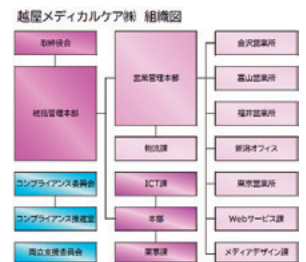 越屋メディカルケア㈱ 組織図
取締役会
統括管理本部
コンプライアンス委員会
コンプライアンス推進室
両立支援委員会
営業管理本部
物流課
ICT課
本部
薬事課
金沢営業所
富山営業所
福井営業所
新潟オフィス
東京営業所
Webサービス課
メディアデザイン課